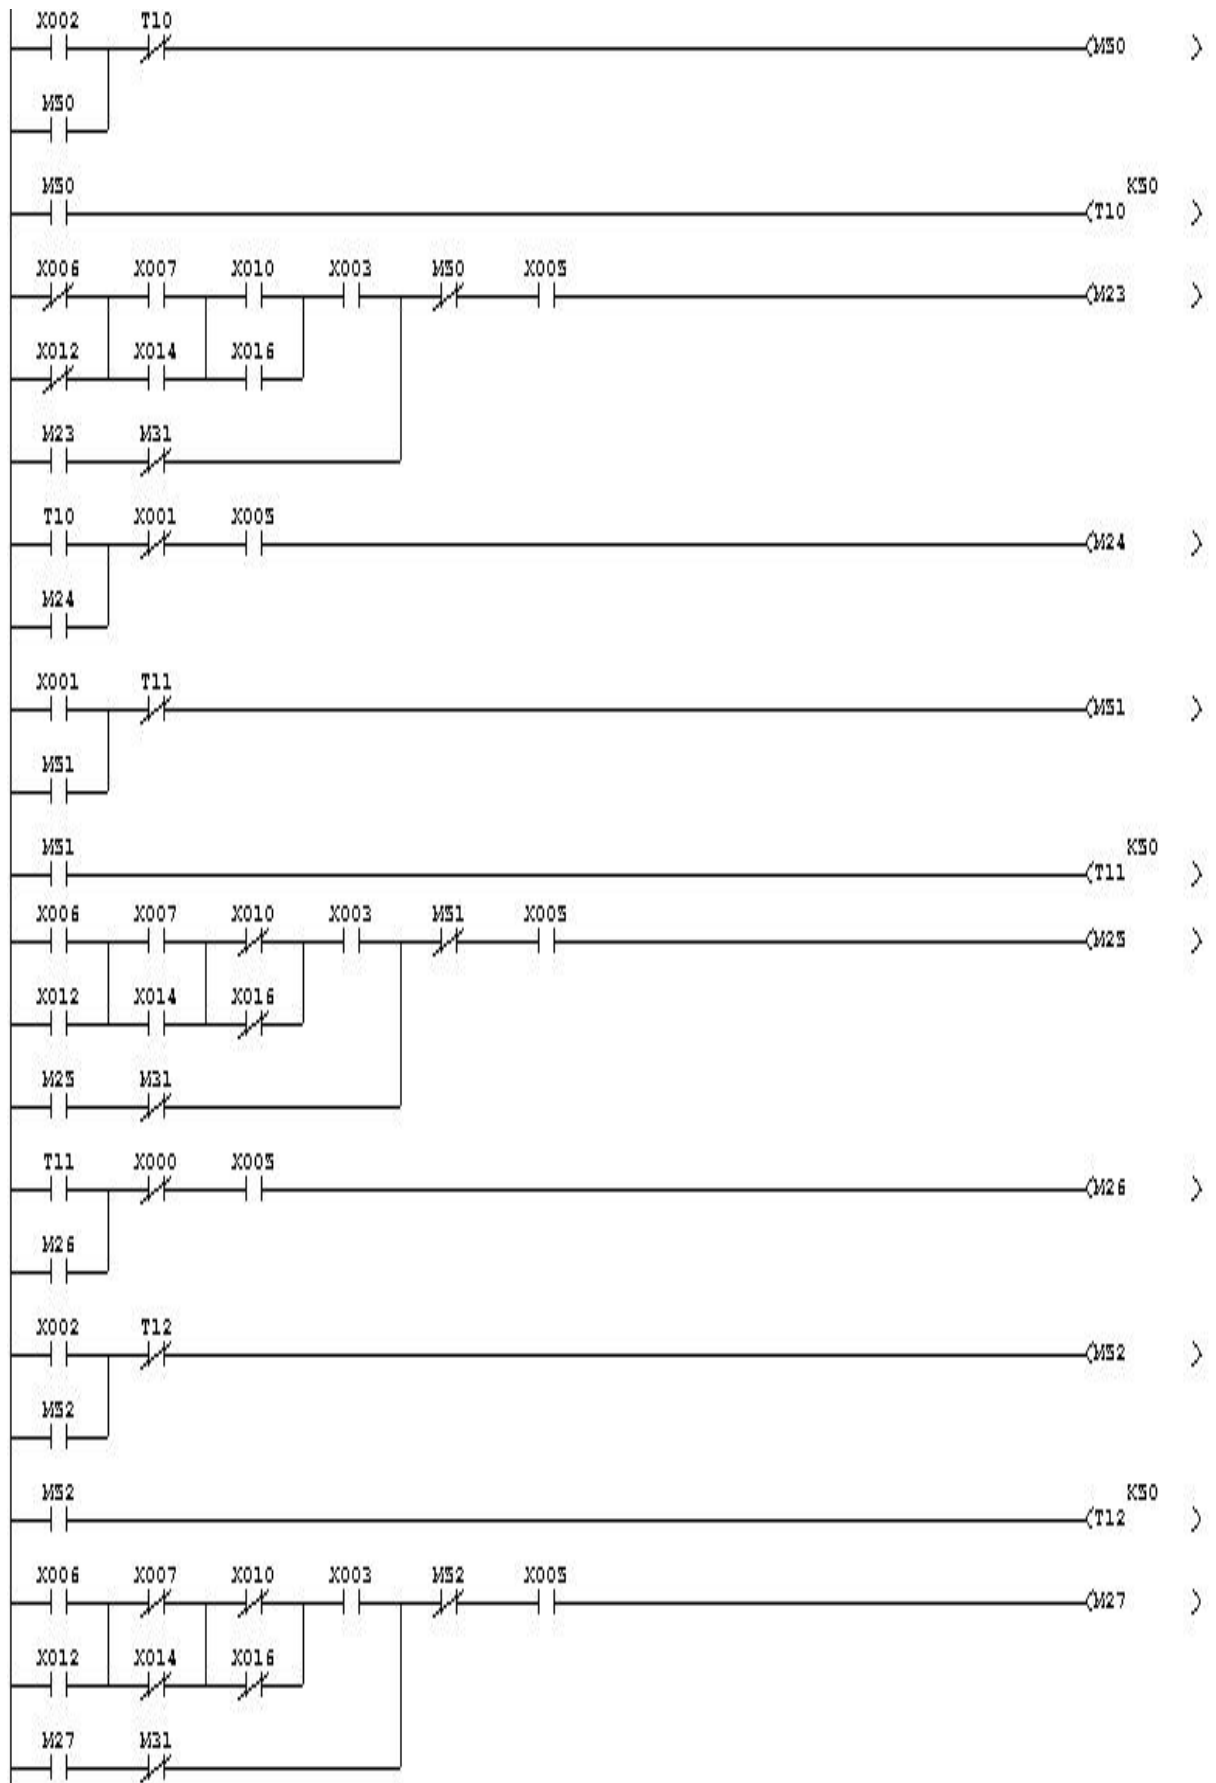 X002 T10
M50
M50
M50 K50
T10
X006 X007 X010 X003 M50 X005
M23
X012 X014 X016
M23 M31
T10 X001 X005
M24
M24
X001 T11
M51
M51
M51 K50
T11
X006 X007 X010 X003 M51 X005
M25
X012 X014 X016
M25 M31
T11 X000 X005
M26
M26
X002 T12
M52
M52
M52 K50
T12
X006 X007 X010 X003 M52 X005
M27
X012 X014 X016
M27 M31